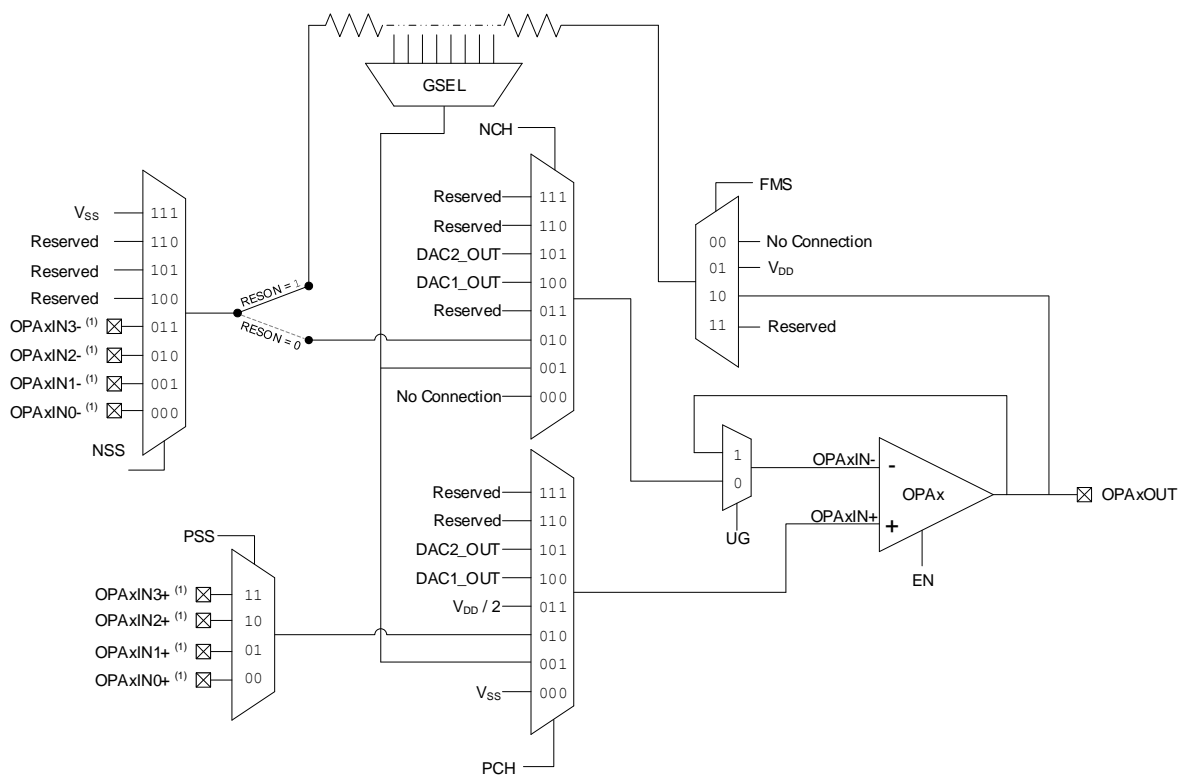 GSEL
NCH
V_SS 111
Reserved 110
Reserved 101
Reserved 100
OPAxIN3- (1) 011
OPAxIN2- (1) 010
OPAxIN1- (1) 001
OPAxIN0- (1) 000
NSS
RESON = 1
RESON = 0
Reserved 111
Reserved 110
DAC2_OUT 101
DAC1_OUT 100
Reserved 011
010
001
No Connection 000
FMS
00 No Connection
01 V_DD
10
11 Reserved
1
0
UG
OPAxIN-
OPAxIN+
-
+
OPAx
EN
OPAxOUT
PSS
OPAxIN3+ (1) 11
OPAxIN2+ (1) 10
OPAxIN1+ (1) 01
OPAxIN0+ (1) 00
Reserved 111
Reserved 110
DAC2_OUT 101
DAC1_OUT 100
V_DD / 2 011
010
001
V_SS 000
PCH